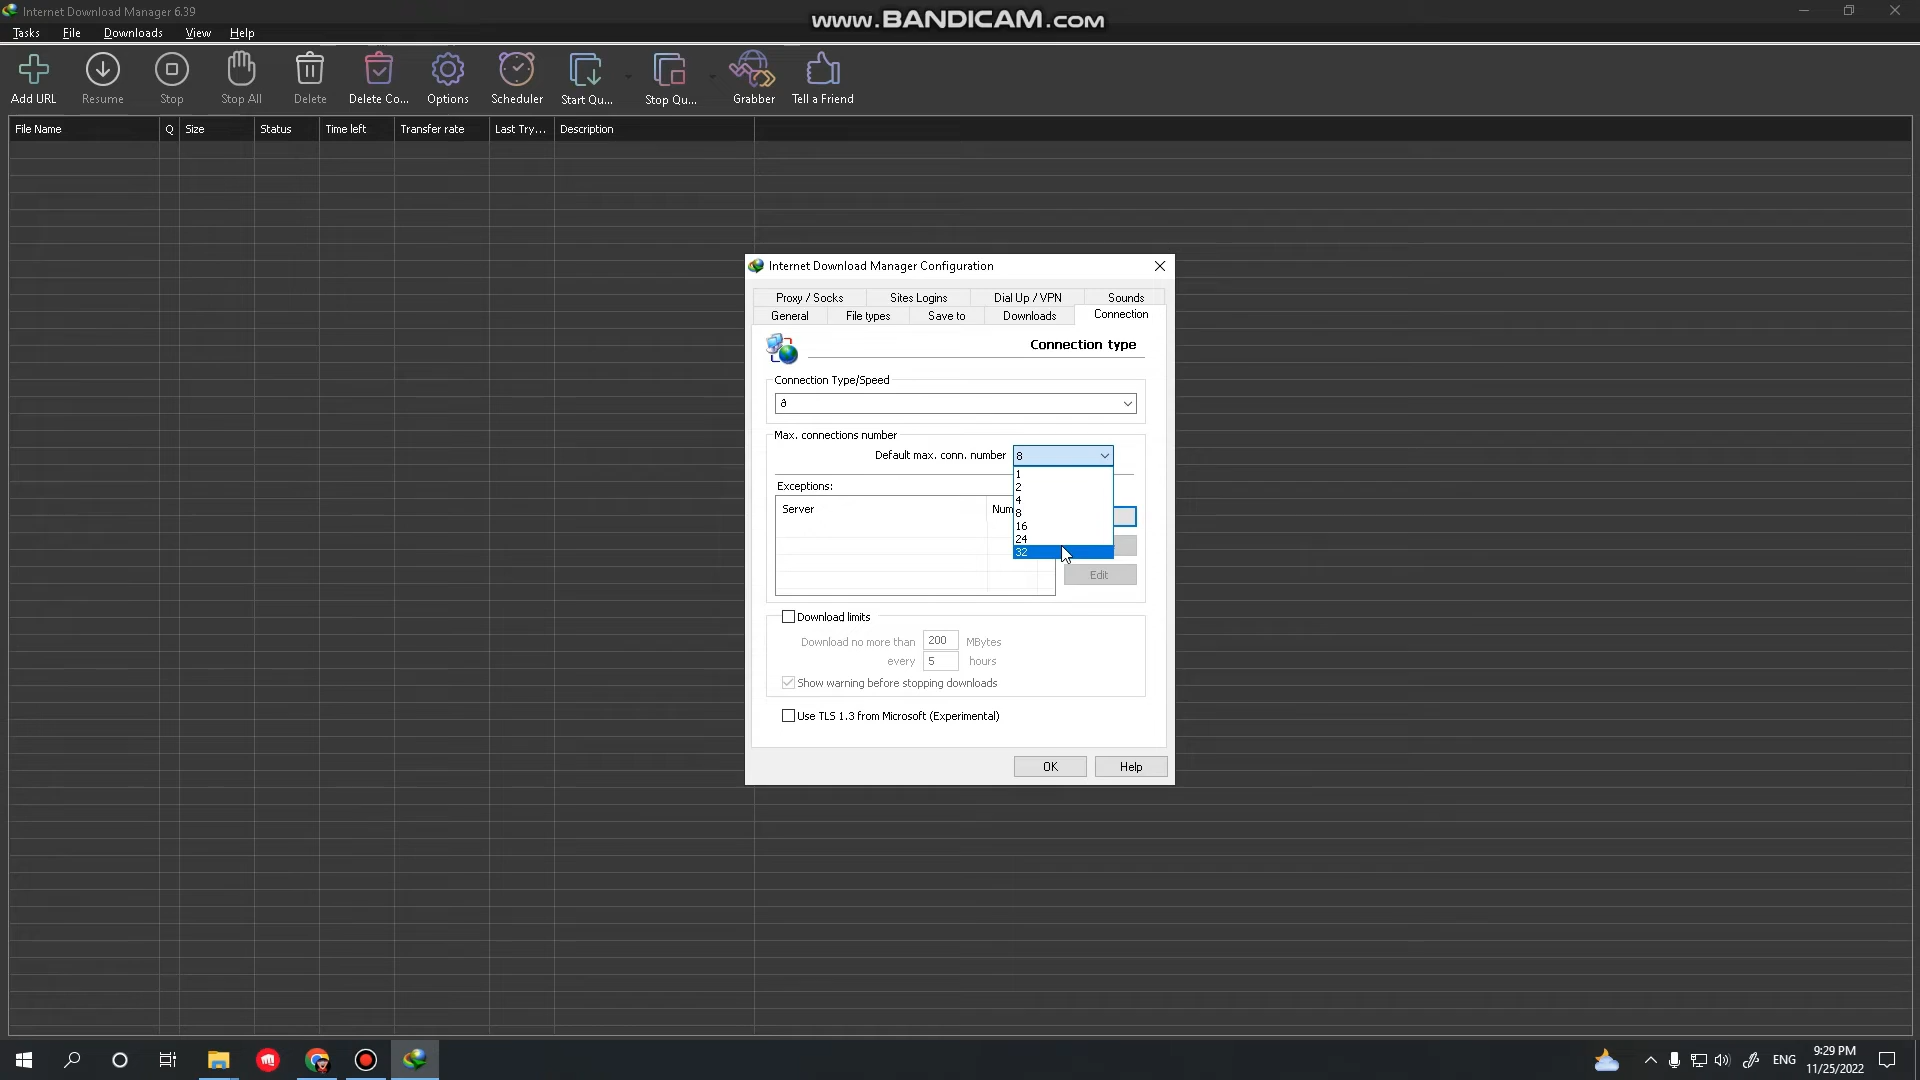 Internet Download Manager 6.39
www.BANDICAM.com
Tasks File Downloads View Help
Add URL Resume Stop Stop All Delete Delete Co... Options Scheduler Start Qu... Stop Qu... Grabber Tell a Friend
File Name Q Size Status Time left Transfer rate Last Try... Description
Internet Download Manager Configuration
Proxy / Socks Sites Logins Dial Up / VPN Sounds
General File types Save to Downloads Connection
Connection type
Connection Type/Speed
ð
Max. connections number
Default max. conn. number 8
1
Exceptions:
2
4
Server Num
8
16
24
32
Edit
Download limits
Download no more than 200 MBytes
every 5 hours
Show warning before stopping downloads
Use TLS 1.3 from Microsoft (Experimental)
OK Help
ENG
9:29 PM
11/25/2022